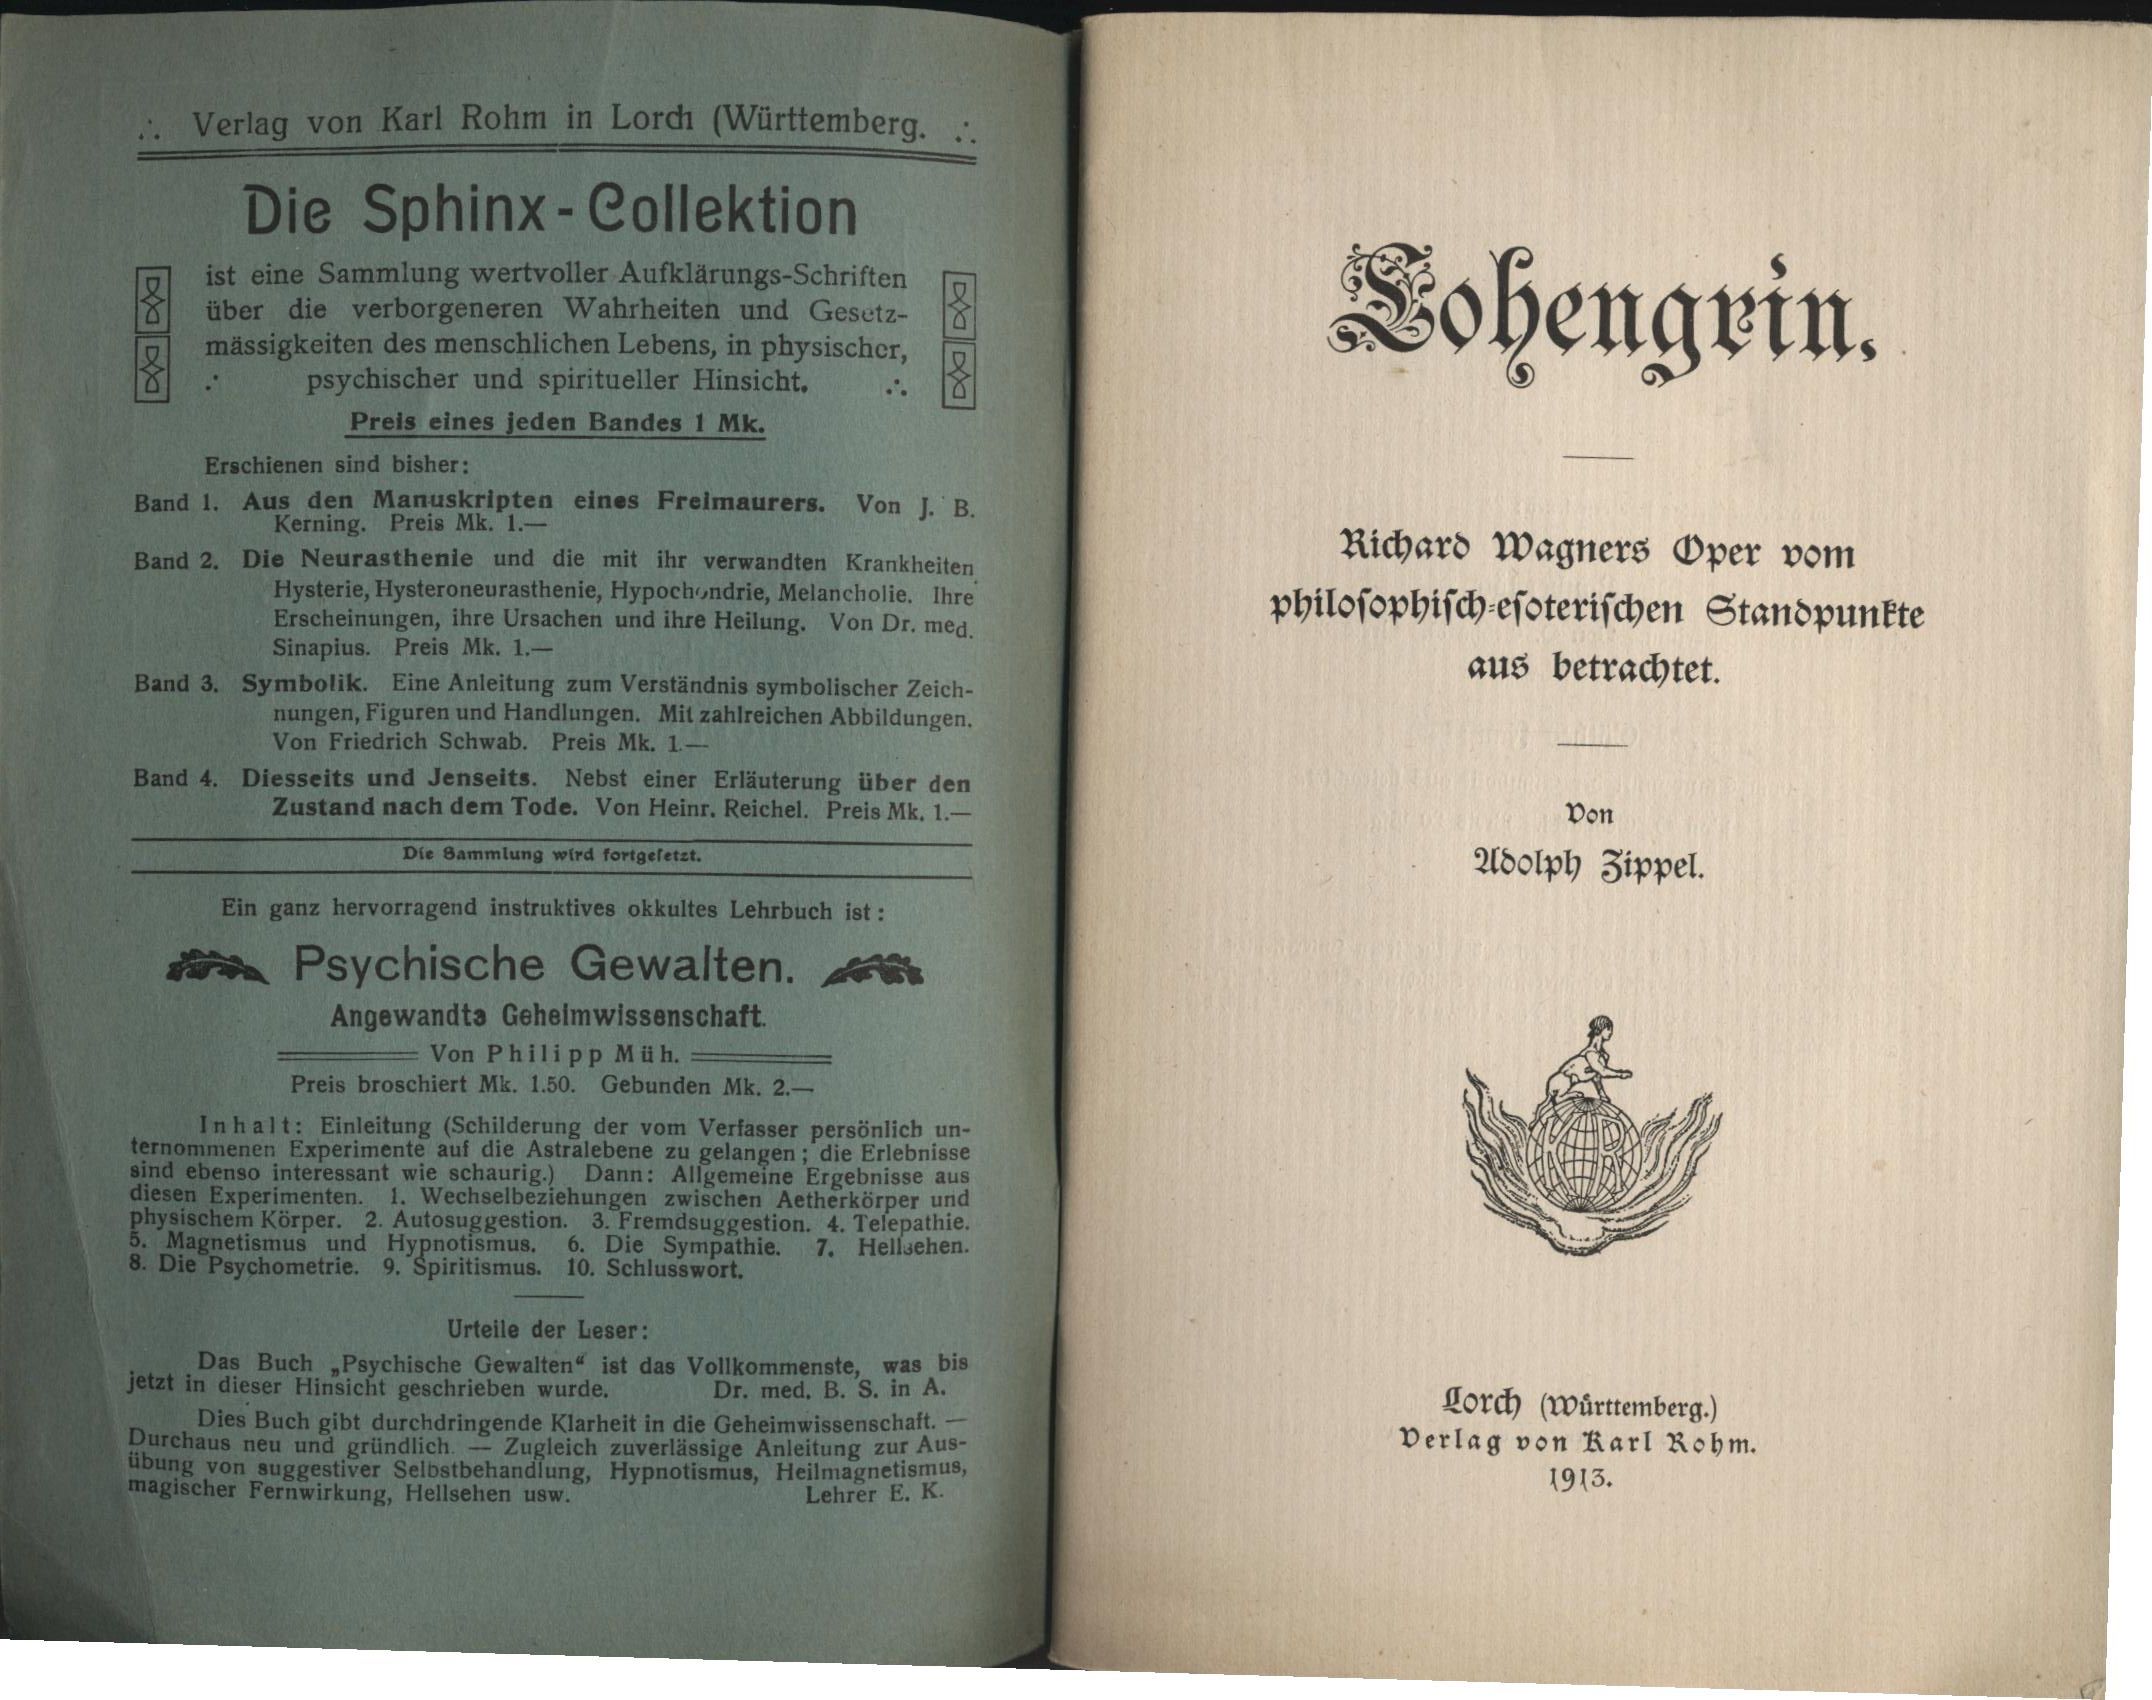 ∴ Verlag von Karl Rohm in Lorch (Württemberg. ∴
Die Sphinx-Collektion
ist eine Sammlung wertvoller Aufklärungs-Schriften
über die verborgeneren Wahrheiten und Gesetz-
mässigkeiten des menschlichen Lebens, in physischer,
∴ psychischer und spiritueller Hinsicht. ∴
Preis eines jeden Bandes 1 Mk.
Erschienen sind bisher:
Band 1. Aus den Manuskripten eines Freimaurers. Von J. B.
Kerning. Preis Mk. 1.—
Band 2. Die Neurasthenie und die mit ihr verwandten Krankheiten
Hysterie, Hysteroneurasthenie, Hypochondrie, Melancholie. Ihre
Erscheinungen, ihre Ursachen und ihre Heilung. Von Dr. med.
Sinapius. Preis Mk. 1.—
Band 3. Symbolik. Eine Anleitung zum Verständnis symbolischer Zeich-
nungen, Figuren und Handlungen. Mit zahlreichen Abbildungen.
Von Friedrich Schwab. Preis Mk. 1.—
Band 4. Diesseits und Jenseits. Nebst einer Erläuterung über den
Zustand nach dem Tode. Von Heinr. Reichel. Preis Mk. 1.—
Die Sammlung wird fortgesetzt.
Ein ganz hervorragend instruktives okkultes Lehrbuch ist:
Psychische Gewalten.
Angewandte Geheimwissenschaft.
Von Philipp Müh.
Preis broschiert Mk. 1.50. Gebunden Mk. 2.—
Inhalt: Einleitung (Schilderung der vom Verfasser persönlich un-
ternommenen Experimente auf die Astralebene zu gelangen; die Erlebnisse
sind ebenso interessant wie schaurig.) Dann: Allgemeine Ergebnisse aus
diesen Experimenten. 1. Wechselbeziehungen zwischen Aetherkörper und
physischem Körper. 2. Autosuggestion. 3. Fremdsuggestion. 4. Telepathie.
5. Magnetismus und Hypnotismus. 6. Die Sympathie. 7. Hellsehen.
8. Die Psychometrie. 9. Spiritismus. 10. Schlusswort.
Urteile der Leser:
Das Buch „Psychische Gewalten“ ist das Vollkommenste, was bis
jetzt in dieser Hinsicht geschrieben wurde. Dr. med. B. S. in A.
Dies Buch gibt durchdringende Klarheit in die Geheimwissenschaft. —
Durchaus neu und gründlich. — Zugleich zuverlässige Anleitung zur Aus-
übung von suggestiver Selbstbehandlung, Hypnotismus, Heilmagnetismus,
magischer Fernwirkung, Hellsehen usw. Lehrer E. K.
Lohengrin.
Richard Wagners Oper vom
philosophisch-esoterischen Standpunkte
aus betrachtet.
Von
Adolph Zippel.
KR
Lorch (Württemberg.)
Verlag von Karl Rohm.
1913.